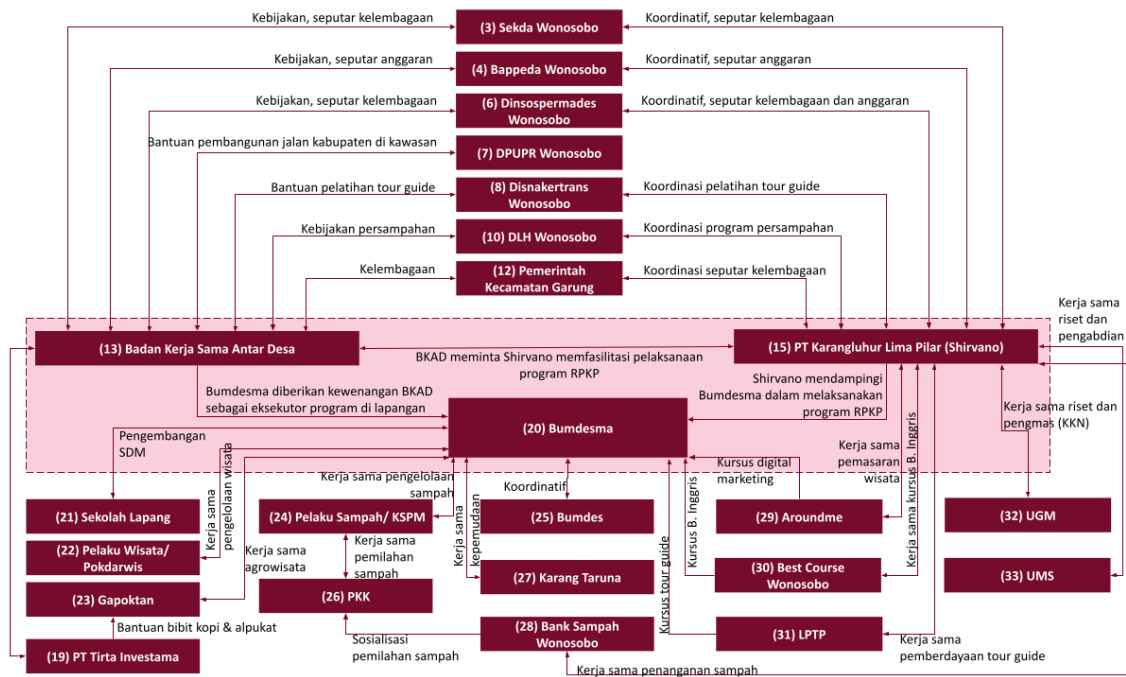 Kebijakan, seputar kelembagaan
(3) Sekda Wonosobo
Koordinatif, seputar kelembagaan
Kebijakan, seputar anggaran
(4) Bappeda Wonosobo
Koordinatif, seputar anggaran
Kebijakan, seputar kelembagaan
(6) Dinsospermades
Wonosobo
Koordinatif, seputar kelembagaan dan anggaran
Bantuan pembangunan jalan kabupaten di kawasan
(7) DPUPR Wonosobo
Bantuan pelatihan tour guide
(8) Disnakertrans
Wonosobo
Koordinasi pelatihan tour guide
Kebijakan persampahan
(10) DLH Wonosobo
Koordinasi program persampahan
Kelembagaan
(12) Pemerintah
Kecamatan Garung
Koordinasi seputar kelembagaan
Kerja sama
riset dan
pengabdian
(13) Badan Kerja Sama Antar Desa
BKAD meminta Shirvano memfasilitasi pelaksanaan
program RPKP
(15) PT Karangluhur Lima Pilar (Shirvano)
Bumdesma diberikan kewenangan BKAD
sebagai eksekutor program di lapangan
Shirvano mendampingi
Bumdesma dalam melaksanakan
program RPKP
(20) Bumdesma
Pengembangan
SDM
Kerja sama
pengelolaan wisata
Kerja sama pengelolaan
sampah
Koordinatif
Kursus digital
marketing
Kerja sama
pemasaran
wisata
Kerja sama kursus B. Inggris
Kerja sama riset dan
pengmas (KKN)
(21) Sekolah Lapang
(24) Pelaku Sampah/ KSPM
Kerja sama
kepemudaan
(25) Bumdes
Kursus B. Inggris
(29) Aroundme
(32) UGM
(22) Pelaku Wisata/
Pokdarwis
Kerja sama
agrowisata
Kerja sama
pemilahan
sampah
(27) Karang Taruna
Kursus tour guide
(30) Best Course
Wonosobo
(33) UMS
(23) Gapoktan
(26) PKK
Bantuan bibit kopi & alpukat
(19) PT Tirta Investama
Sosialisasi
pemilahan sampah
(28) Bank Sampah
Wonosobo
(31) LPTP
Kerja sama
pemberdayaan tour guide
Kerja sama penanganan sampah